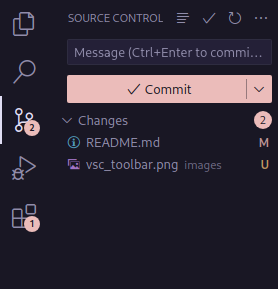 SOURCE CONTROL
Message (Ctrl+Enter to commi...
Commit
Changes 2
README.md M
vsc_toolbar.png images U
2
1